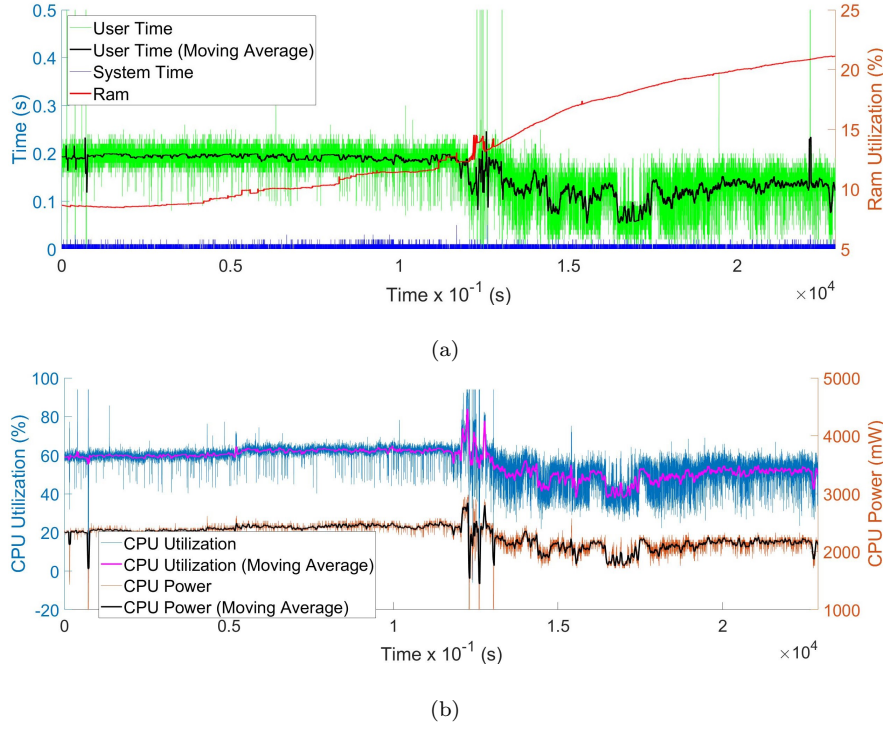 0.5
0.4
0.3
0.2
0.1
0
Time (s)
User Time
User Time (Moving Average)
System Time
Ram
25
20
15
10
5
Ram Utilization (%)
0 0.5 1 1.5 2
Time x 10⁻¹ (s)
×10⁴
(a)
100
80
60
40
20
0
-20
CPU Utilization (%)
CPU Utilization
CPU Utilization (Moving Average)
CPU Power
CPU Power (Moving Average)
5000
4000
3000
2000
1000
CPU Power (mW)
0 0.5 1 1.5 2
Time x 10⁻¹ (s)
×10⁴
(b)